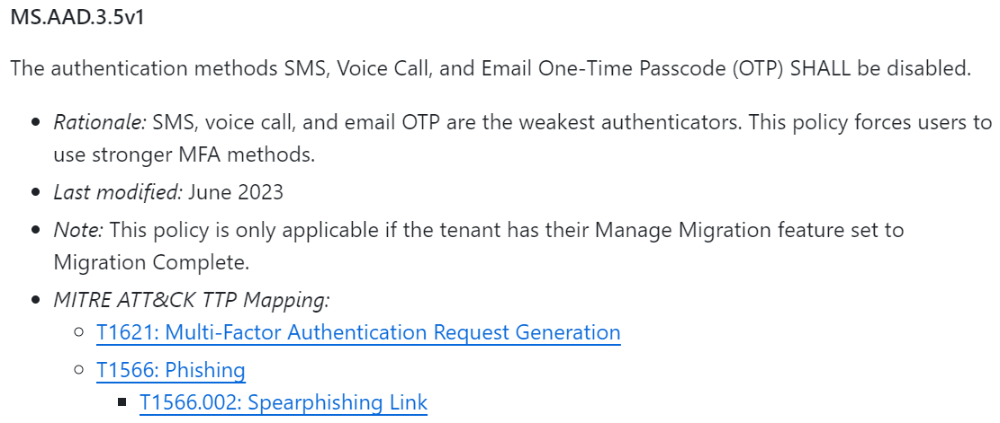 MS.AAD.3.5v1
The authentication methods SMS, Voice Call, and Email One-Time Passcode (OTP) SHALL be disabled.
Rationale: SMS, voice call, and email OTP are the weakest authenticators. This policy forces users to
use stronger MFA methods.
Last modified: June 2023
Note: This policy is only applicable if the tenant has their Manage Migration feature set to
Migration Complete.
MITRE ATT&CK TTP Mapping:
T1621: Multi-Factor Authentication Request Generation
T1566: Phishing
T1566.002: Spearphishing Link